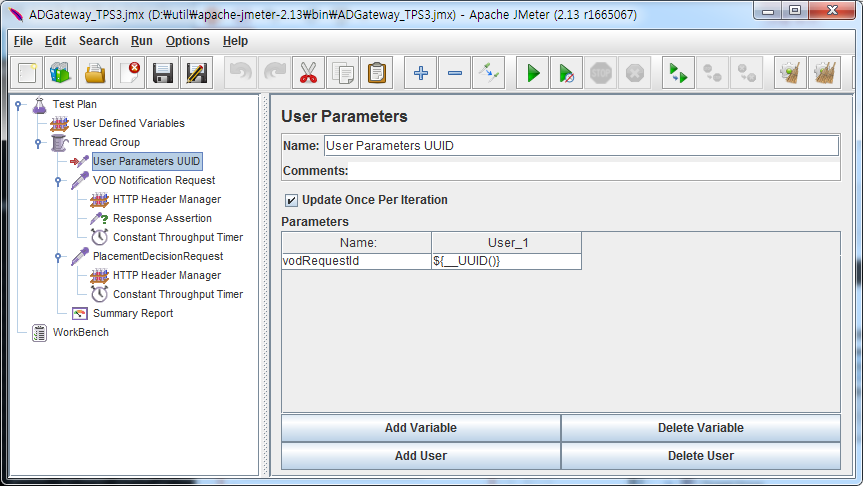 ADGateway_TPS3.jmx (D:₩util₩apache-jmeter-2.13₩bin₩ADGateway_TPS3.jmx) - Apache JMeter (2.13 r1665067)
File Edit Search Run Options Help
STOP
Test Plan
User Defined Variables
Thread Group
User Parameters UUID
VOD Notification Request
HTTP Header Manager
Response Assertion
Constant Throughput Timer
PlacementDecisionRequest
HTTP Header Manager
Constant Throughput Timer
Summary Report
WorkBench
User Parameters
Name: User Parameters UUID
Comments:
Update Once Per Iteration
Parameters
Name: User_1
vodRequestId ${__UUID()}
Add Variable Delete Variable
Add User Delete User